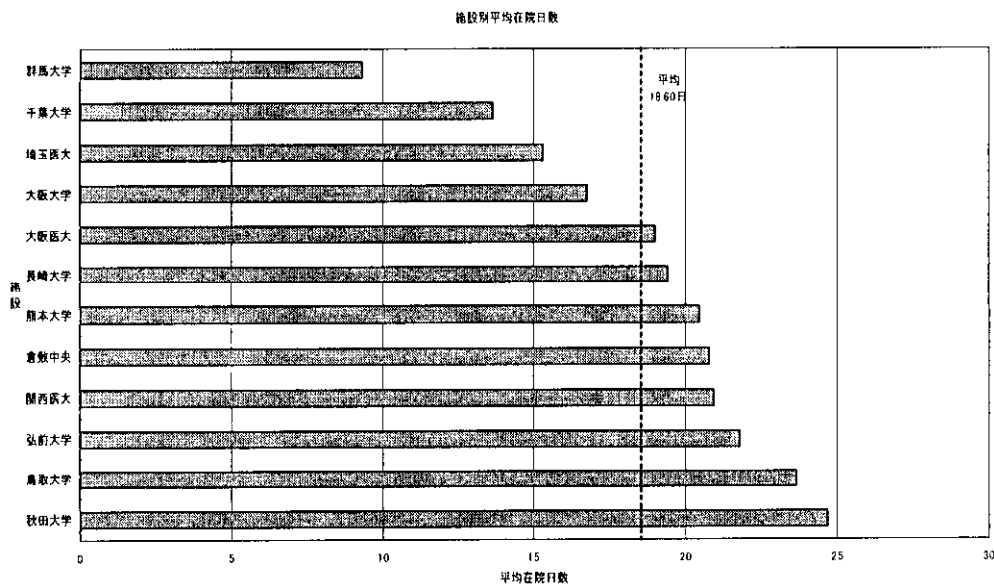 施設別平均在院日数
群馬大学
千葉大学
埼玉医大
大阪大学
大阪医大
長崎大学
熊本大学
倉敷中央
関西医大
弘前大学
鳥取大学
秋田大学
施設
平均
18.60日
0 5 10 15 20 25 30
平均在院日数